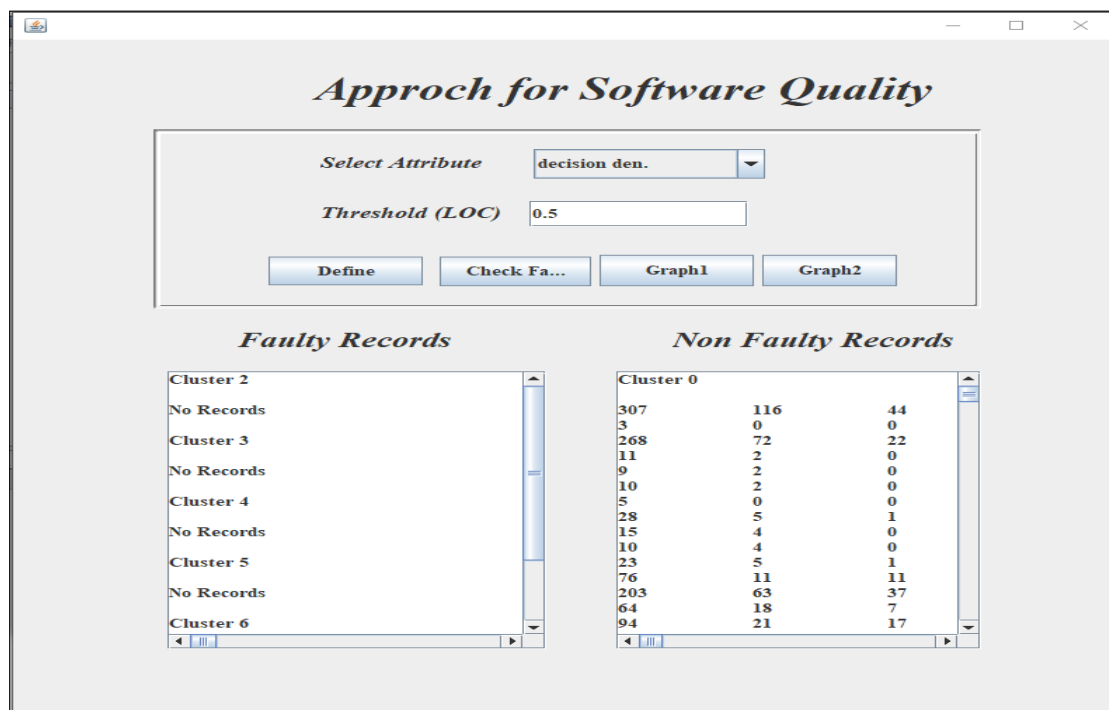 Approch for Software Quality
Select Attribute
decision den.
Threshold (LOC)
0.5
Define
Check Fa...
Graph1
Graph2
Faulty Records
Cluster 2
No Records
Cluster 3
No Records
Cluster 4
No Records
Cluster 5
No Records
Cluster 6
Non Faulty Records
Cluster 0
307 116 44
3 0 0
268 72 22
11 2 0
9 2 0
10 2 0
5 0 0
28 5 1
15 4 0
10 4 0
23 5 1
76 11 11
203 63 37
64 18 7
94 21 17